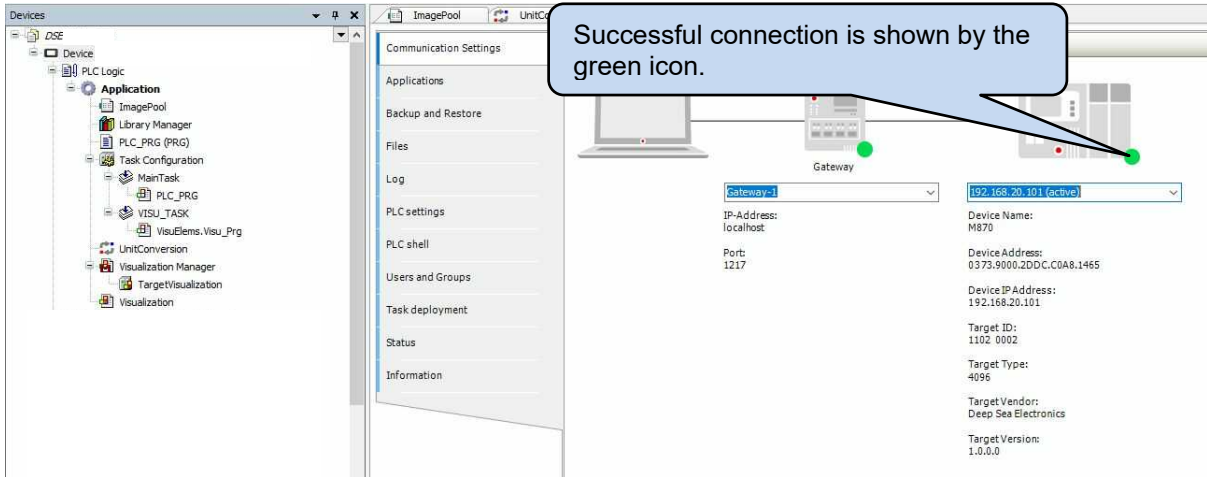 Devices
DSE
Device
PLC Logic
Application
ImagePool
Library Manager
PLC_PRG (PRG)
Task Configuration
MainTask
PLC_PRG
VISU_TASK
VisuElems.Visu_Prg
UnitConversion
Visualization Manager
TargetVisualization
Visualization
ImagePool
UnitCo
Communication Settings
Applications
Backup and Restore
Files
Log
PLC settings
PLC shell
Users and Groups
Task deployment
Status
Information
Successful connection is shown by the
green icon.
Gateway
Gateway-1
IP-Address:
localhost
Port:
1217
192.168.20.101 (active)
Device Name:
M870
Device Address:
0373.9000.2DDC.C0A8.1465
Device IP Address:
192.168.20.101
Target ID:
1102 0002
Target Type:
4096
Target Vendor:
Deep Sea Electronics
Target Version:
1.0.0.0